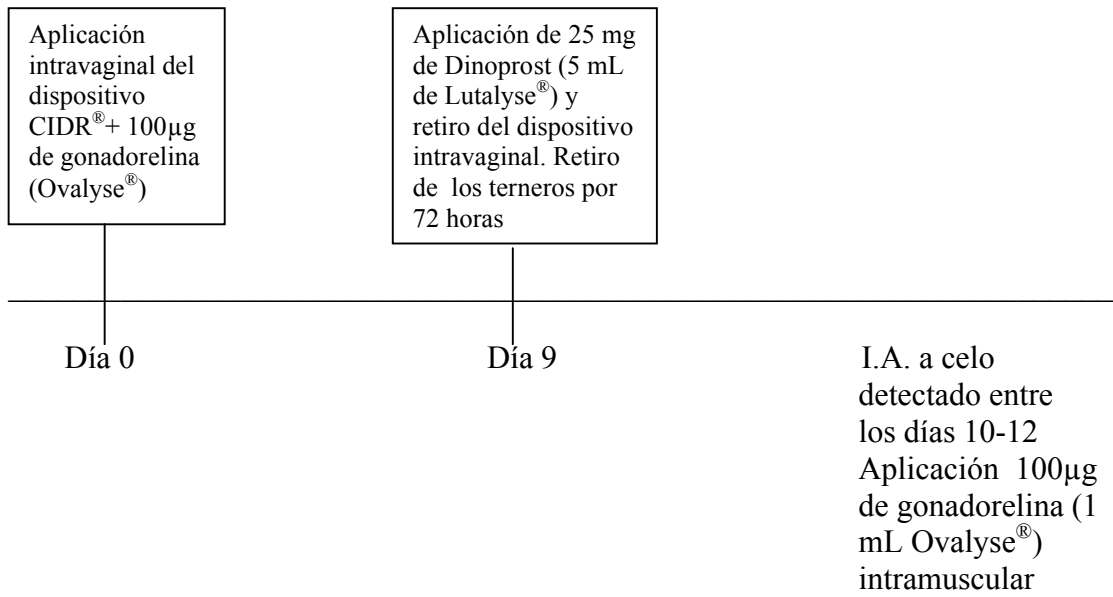 Aplicación
intravaginal del
dispositivo
CIDR®+ 100µg
de gonadorelina
(Ovalyse®)
Aplicación de 25 mg
de Dinoprost (5 mL
de Lutalyse®) y
retiro del dispositivo
intravaginal. Retiro
de los terneros por
72 horas
Día 0
Día 9
I.A. a celo
detectado entre
los días 10-12
Aplicación 100µg
de gonadorelina (1
mL Ovalyse®)
intramuscular